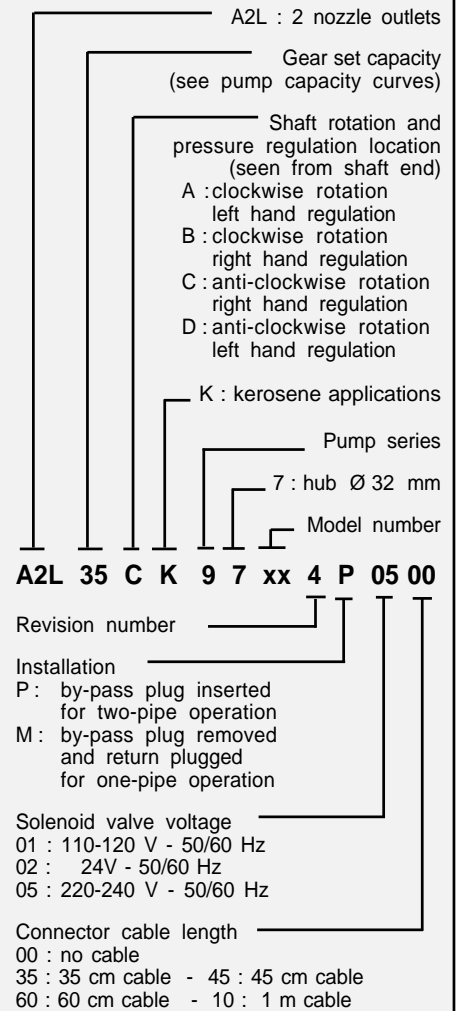 A2L : 2 nozzle outlets
Gear set capacity
(see pump capacity curves)
Shaft rotation and
pressure regulation location
(seen from shaft end)
A : clockwise rotation
left hand regulation
B : clockwise rotation
right hand regulation
C : anti-clockwise rotation
right hand regulation
D : anti-clockwise rotation
left hand regulation
K : kerosene applications
Pump series
7 : hub Ø 32 mm
Model number
A2L 35 C K 9 7 xx 4 P 05 00
Revision number
Installation
P : by-pass plug inserted
for two-pipe operation
M : by-pass plug removed
and return plugged
for one-pipe operation
Solenoid valve voltage
01 : 110-120 V - 50/60 Hz
02 : 24V - 50/60 Hz
05 : 220-240 V - 50/60 Hz
Connector cable length
00 : no cable
35 : 35 cm cable - 45 : 45 cm cable
60 : 60 cm cable - 10 : 1 m cable